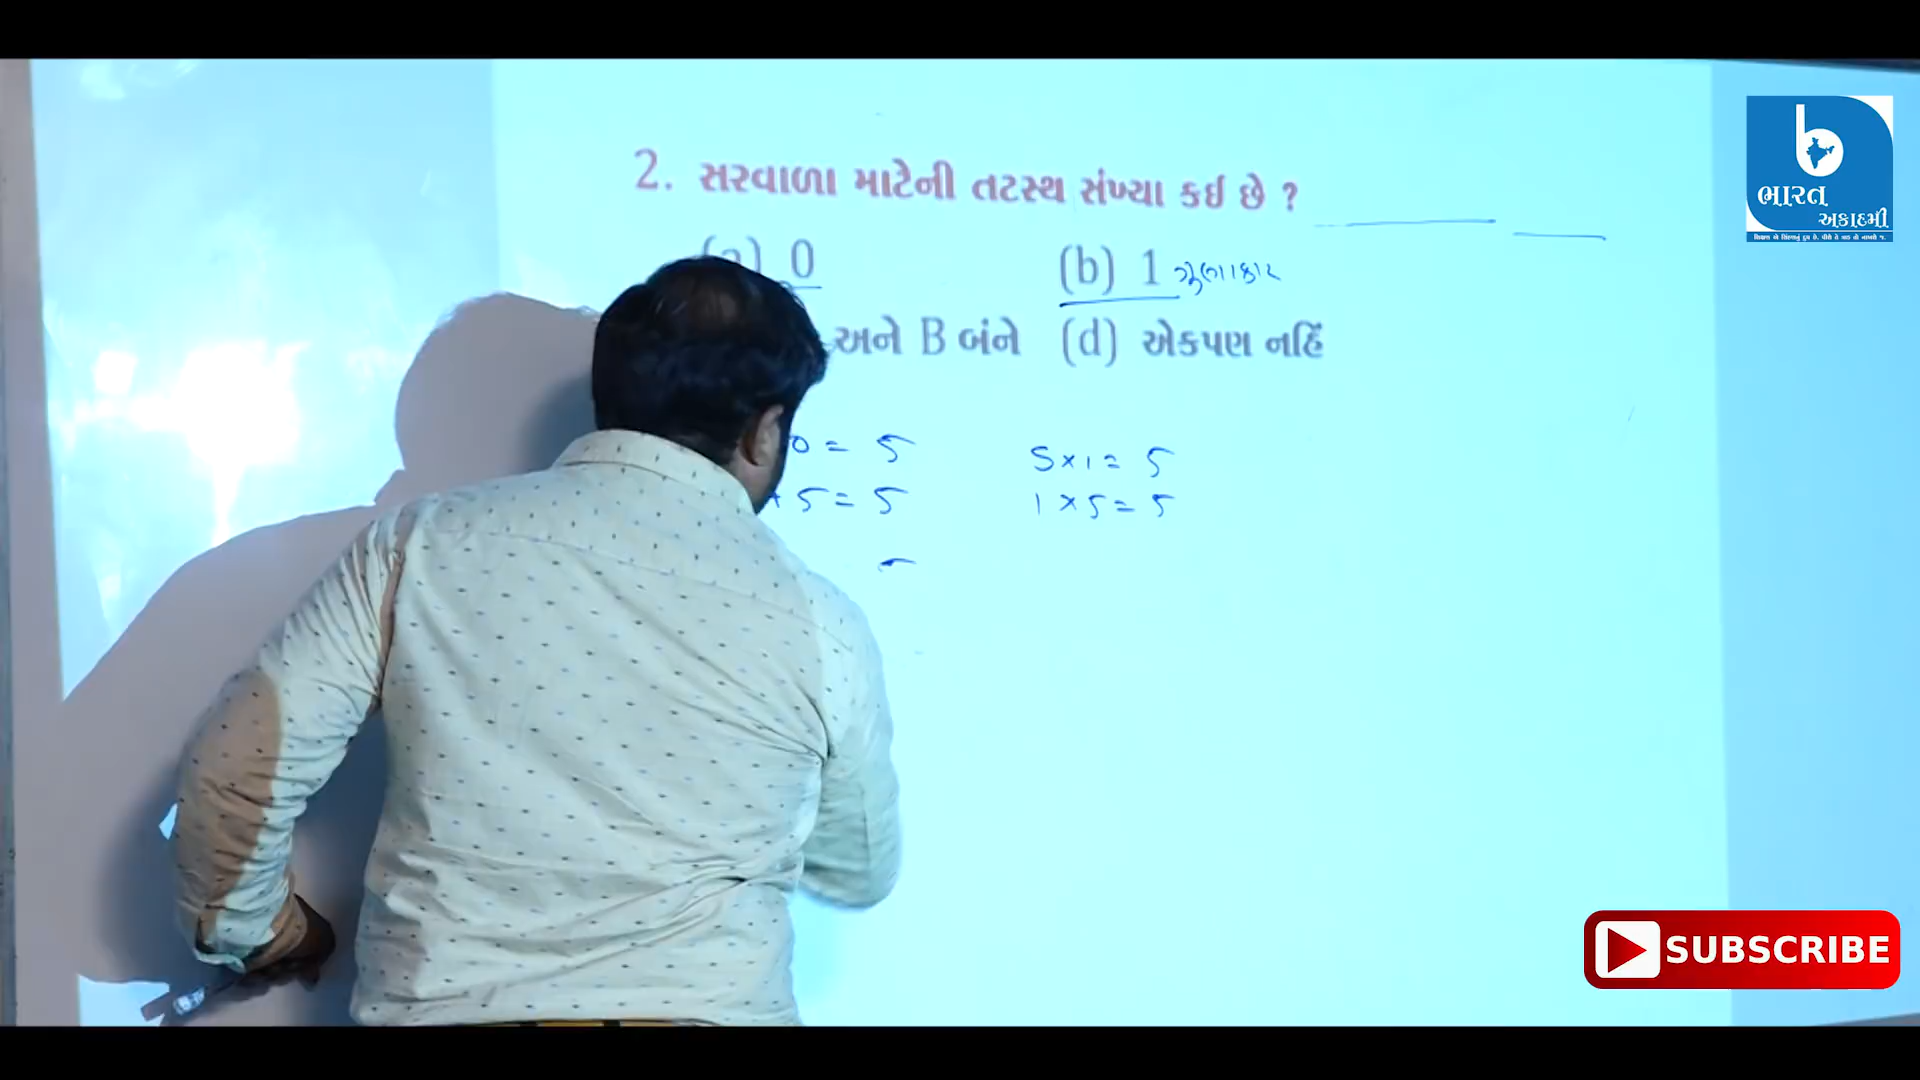 2. સરવાળા માટેની તટસ્થ સંખ્યા કઈ છે ?
0
(b) 1 ગુણાકાર
અને B બંને (d) એકપણ નહિં
0 = 5
5 x 1 = 5
5 = 5
1 x 5 = 5
b
ભારત
અકાદમી
SUBSCRIBE